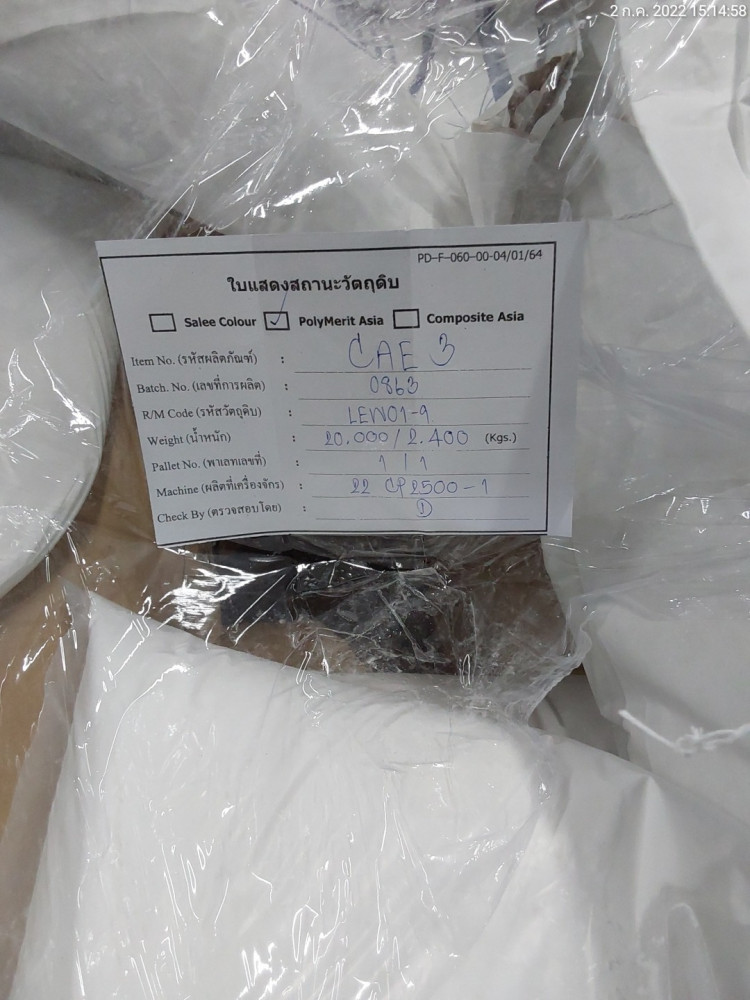 2 ก.ค. 2022 15:14:58
PD-F-060-00-04/01/64
ใบแสดงสถานะวัตถุดิบ
Salee Colour ✓ PolyMerit Asia Composite Asia
Item No. (รหัสผลิตภัณฑ์) : CAE 3
Batch. No. (เลขที่การผลิต) : 0863
R/M Code (รหัสวัตถุดิบ) : LEW01-9
Weight (น้ำหนัก) : 20.000 / 2.400 (Kgs.)
Pallet No. (พาเลทเลขที่) : 1 / 1
Machine (ผลิตที่เครื่องจักร) : 22 CP2500-1
Check By (ตรวจสอบโดย) :